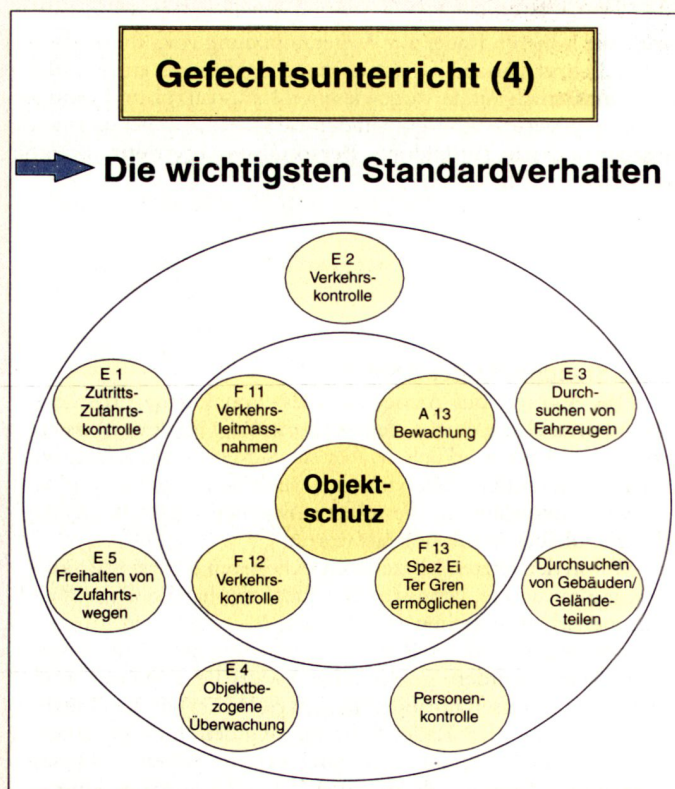 Gefechtsunterricht (4)
Die wichtigsten Standardverhalten
E 2
Verkehrs-
kontrolle
E 1
Zutritts-
Zufahrts-
kontrolle
F 11
Verkehrs-
leitmass-
nahmen
A 13
Bewachung
E 3
Durch-
suchen von
Fahrzeugen
Objekt-
schutz
E 5
Freihalten von
Zufahrts-
wegen
F 12
Verkehrs-
kontrolle
F 13
Spez Ei
Ter Gren
ermöglichen
Durchsuchen
von Gebäuden/
Gelände-
teilen
E 4
Objektbe-
zogene
Überwachung
Personen-
kontrolle